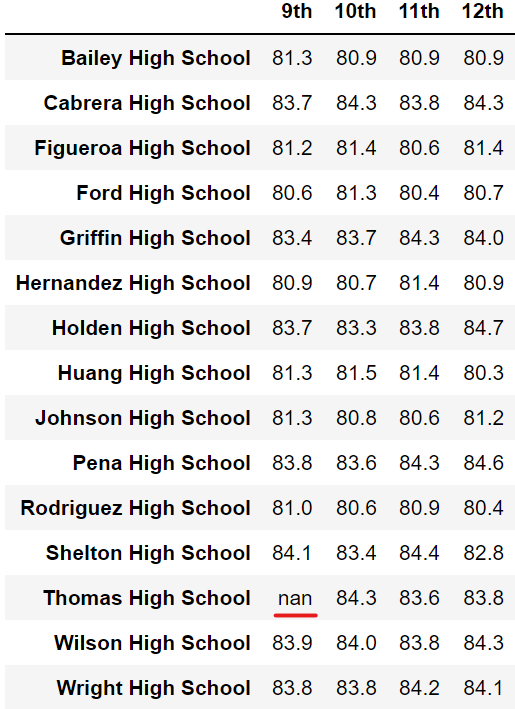 9th 10th 11th 12th
Bailey High School 81.3 80.9 80.9 80.9
Cabrera High School 83.7 84.3 83.8 84.3
Figueroa High School 81.2 81.4 80.6 81.4
Ford High School 80.6 81.3 80.4 80.7
Griffin High School 83.4 83.7 84.3 84.0
Hernandez High School 80.9 80.7 81.4 80.9
Holden High School 83.7 83.3 83.8 84.7
Huang High School 81.3 81.5 81.4 80.3
Johnson High School 81.3 80.8 80.6 81.2
Pena High School 83.8 83.6 84.3 84.6
Rodriguez High School 81.0 80.6 80.9 80.4
Shelton High School 84.1 83.4 84.4 82.8
Thomas High School nan 84.3 83.6 83.8
Wilson High School 83.9 84.0 83.8 84.3
Wright High School 83.8 83.8 84.2 84.1